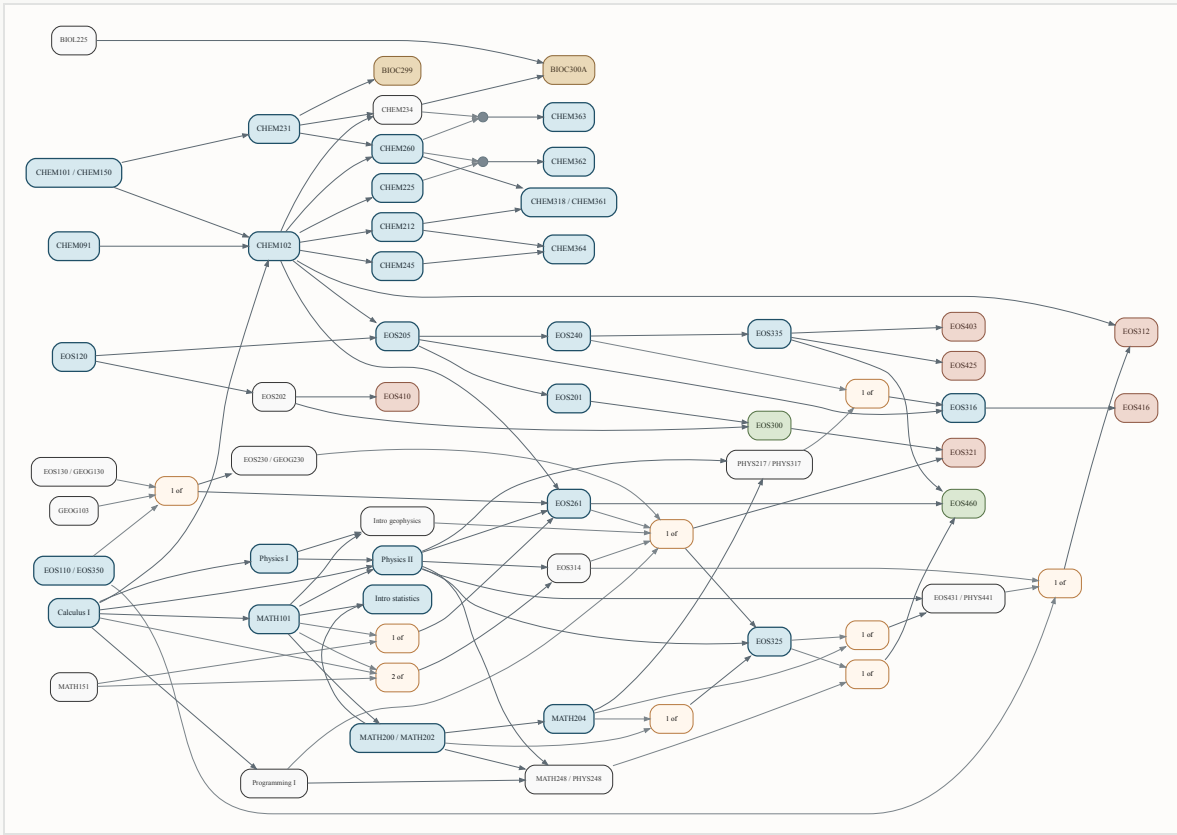 BIOL225
BIOC299
BIOC300A
CHEM234
CHEM363
CHEM231
CHEM260
CHEM362
CHEM101 / CHEM150
CHEM225
CHEM318 / CHEM361
CHEM212
CHEM091
CHEM102
CHEM364
CHEM245
EOS205
EOS240
EOS335
EOS403
EOS312
EOS120
EOS425
EOS202
EOS410
EOS201
1 of
EOS316
EOS416
EOS300
EOS321
EOS130 / GEOG130
EOS230 / GEOG230
PHYS217 / PHYS317
GEOG103
1 of
EOS261
EOS460
Intro geophysics
1 of
Physics I
Physics II
EOS314
EOS110 / EOS350
1 of
Intro statistics
EOS431 / PHYS441
Calculus I
MATH101
1 of
EOS325
1 of
2 of
1 of
MATH151
MATH200 / MATH202
MATH204
1 of
Programming I
MATH248 / PHYS248